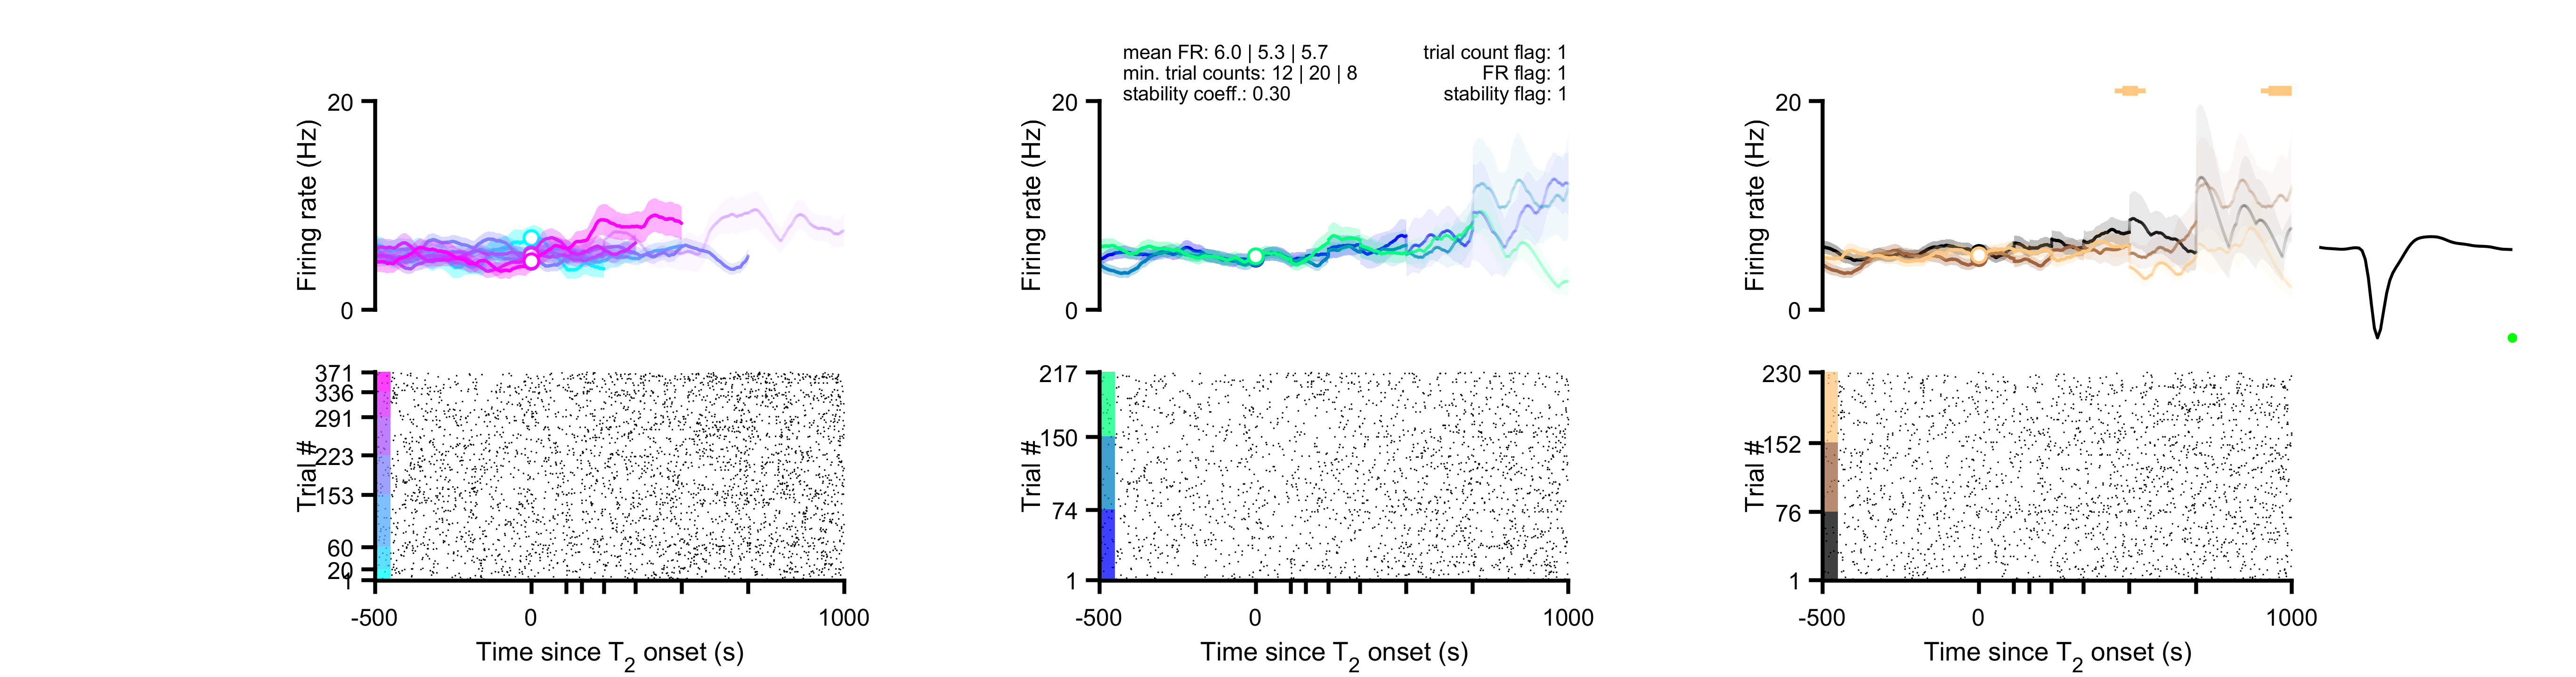 mean FR: 6.0 | 5.3 | 5.7
min. trial counts: 12 | 20 | 8
stability coeff.: 0.30
trial count flag: 1
FR flag: 1
stability flag: 1
20
Firing rate (Hz)
0
20
Firing rate (Hz)
0
20
Firing rate (Hz)
0
371
336
291
223
153
60
20
1
Trial #
-500
0
1000
Time since T2 onset (s)
217
150
74
1
Trial #
-500
0
1000
Time since T2 onset (s)
230
152
76
1
Trial #
-500
0
1000
Time since T2 onset (s)